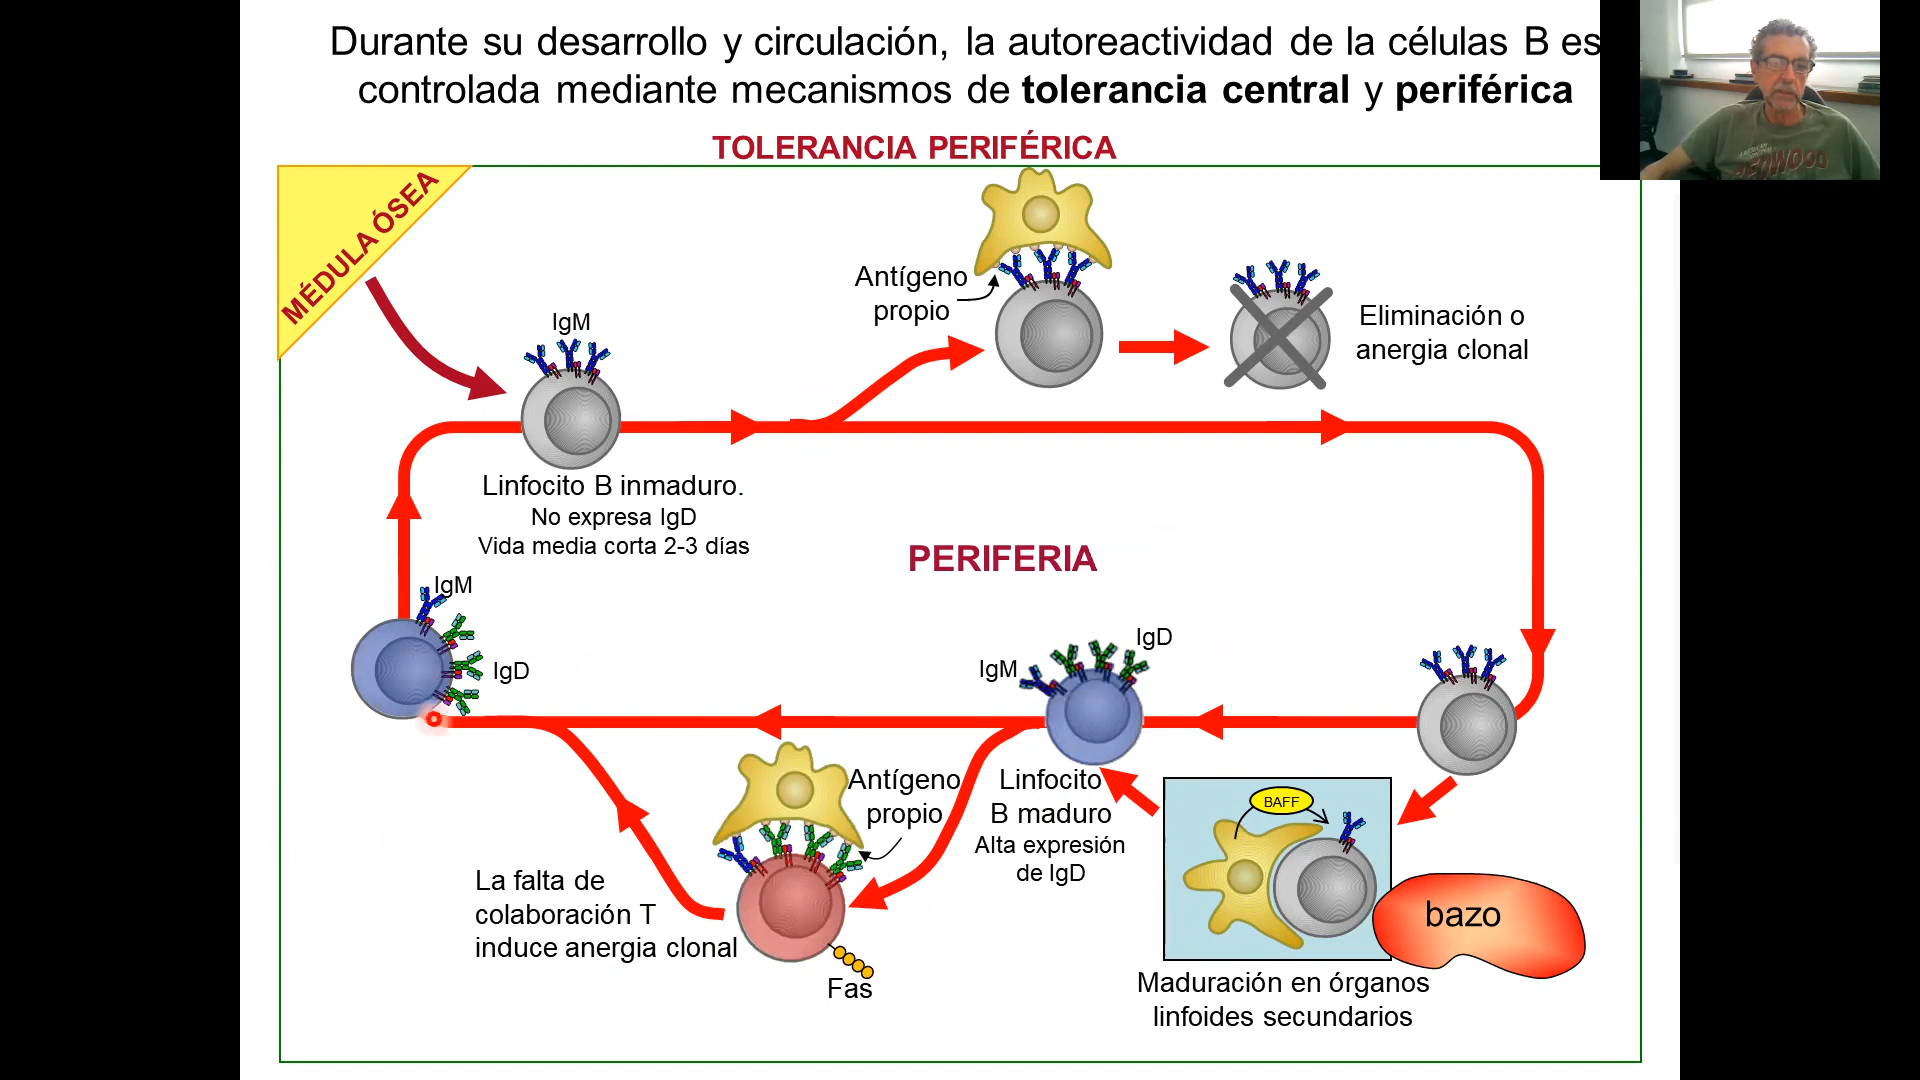 Durante su desarrollo y circulación, la autoreactividad de la células B es
controlada mediante mecanismos de tolerancia central y periférica
TOLERANCIA PERIFÉRICA
MÉDULA ÓSEA
Antígeno
propio
Eliminación o
anergia clonal
IgM
Linfocito B inmaduro.
No expresa IgD
Vida media corta 2-3 días
PERIFERIA
IgM
IgD
IgM
IgD
Linfocito
B maduro
Alta expresión
de IgD
Antígeno
propio
BAFF
bazo
La falta de
colaboración T
induce anergia clonal
Fas
Maduración en órganos
linfoides secundarios
REDWOOD